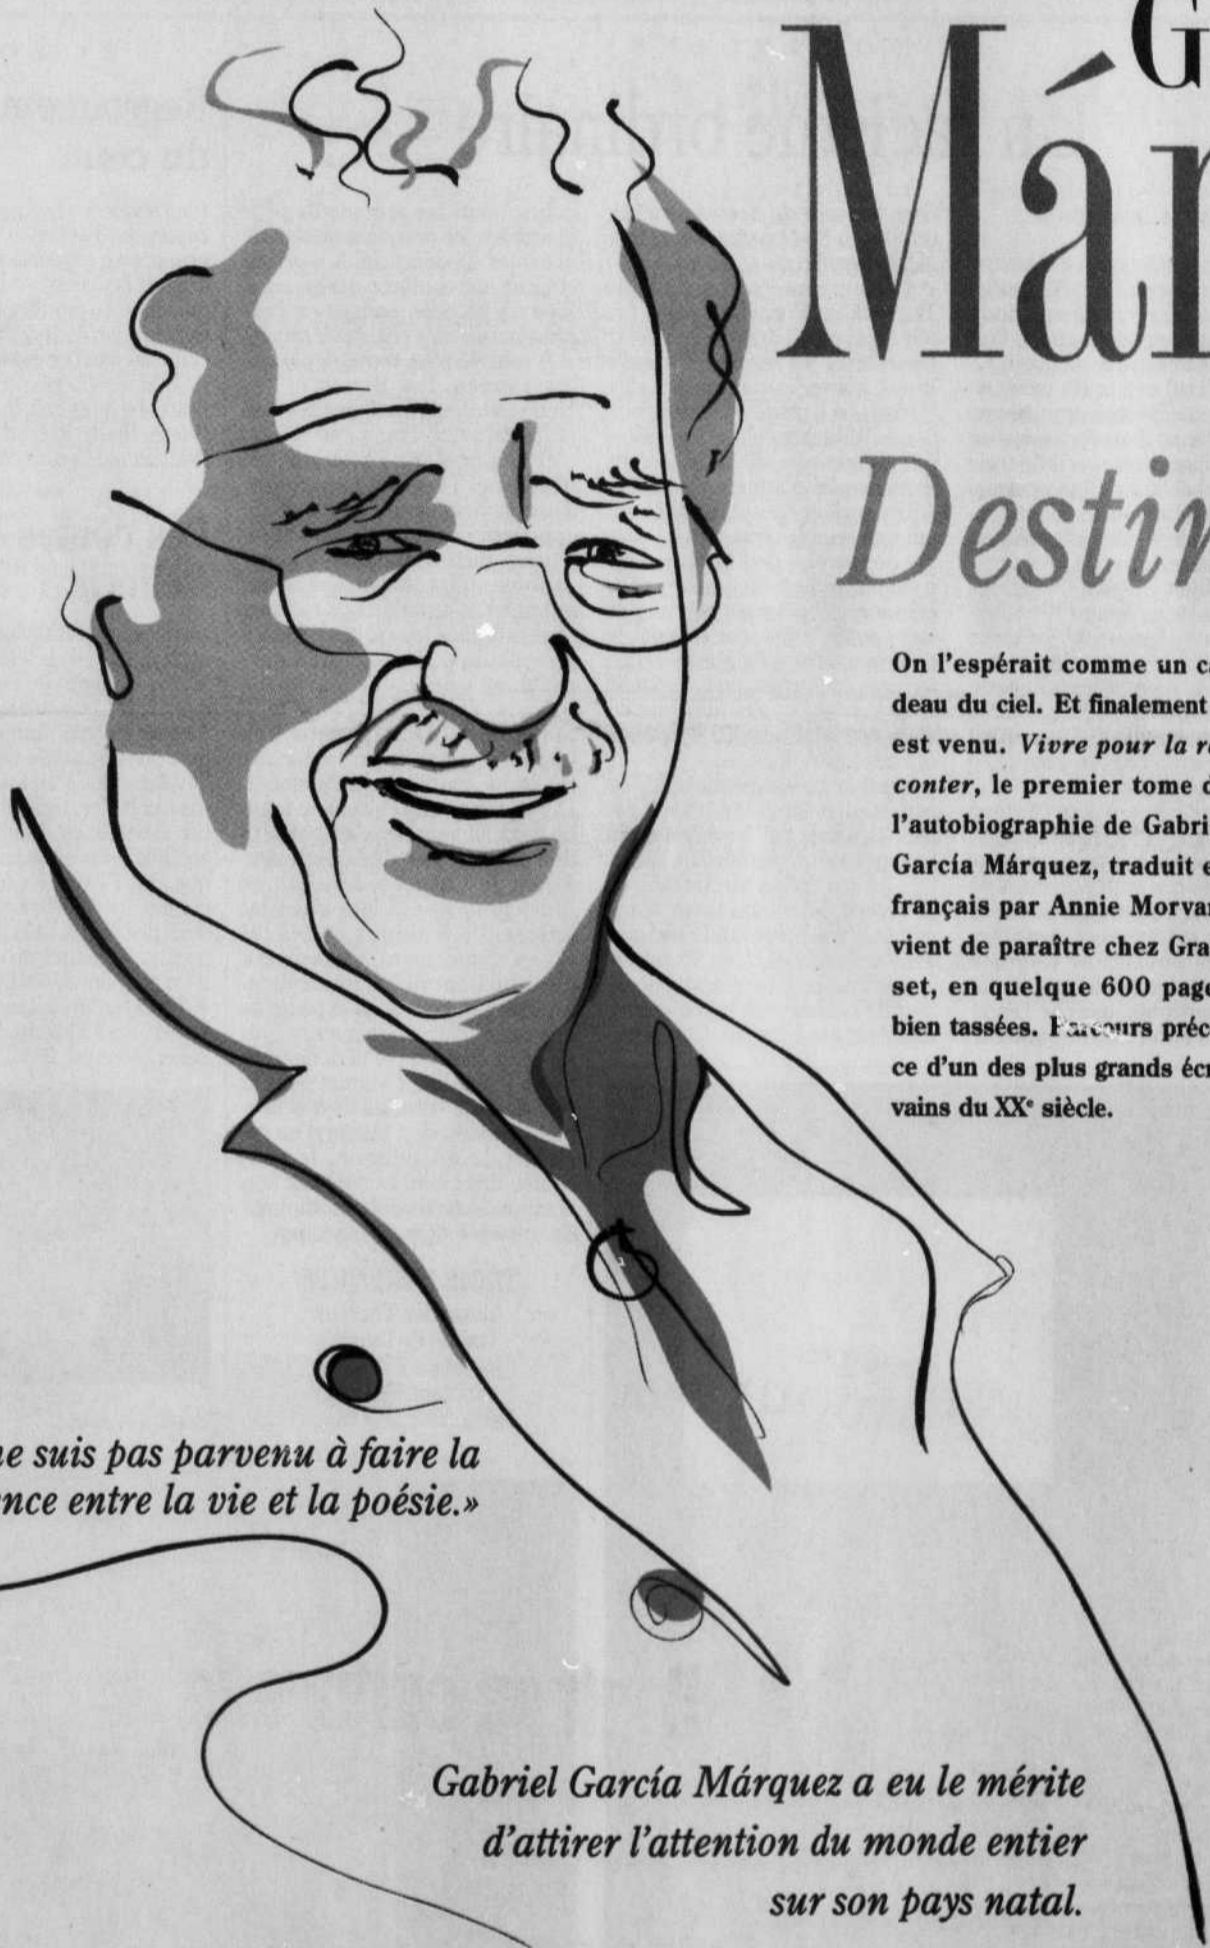 G
Már
Destin
On l'espérait comme un ca
deau du ciel. Et finalement
est venu. Vivre pour la ra
conter, le premier tome d
l'autobiographie de Gabri
García Márquez, traduit e
français par Annie Morvan
vient de paraître chez Gra
set, en quelque 600 page
bien tassées. Parcours préc
ce d'un des plus grands écr
vains du XXe siècle.
ne suis pas parvenu à faire la
nce entre la vie et la poésie.»
Gabriel García Márquez a eu le mérite
d'attirer l'attention du monde entier
sur son pays natal.